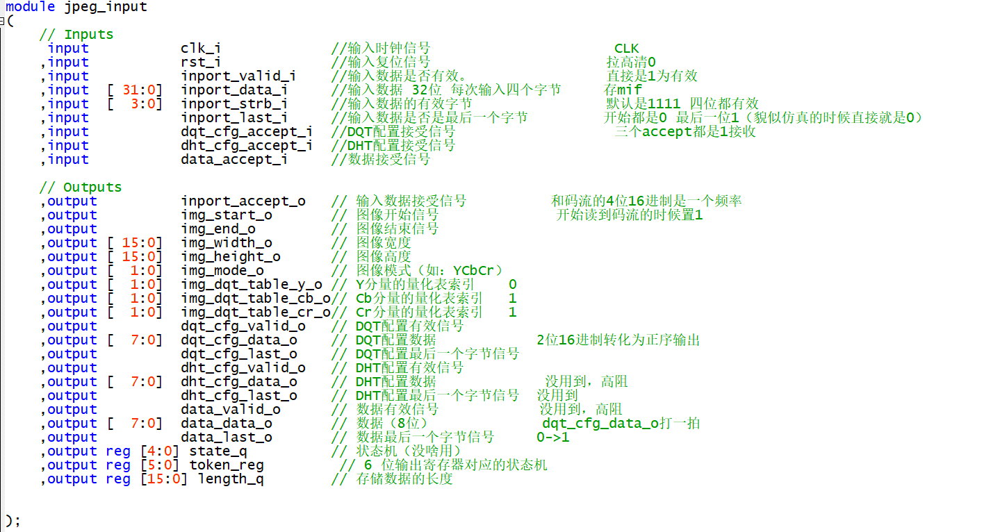 module jpeg_input
(
// Inputs
input clk_i //输入时钟信号 CLK
,input rst_i //输入复位信号 拉高清0
,input inport_valid_i //输入数据是否有效。 直接是1为有效
,input [ 31:0] inport_data_i //输入数据 32位 每次输入四个字节 存mif
,input [ 3:0] inport_strb_i //输入数据的有效字节 默认是1111 四位都有效
,input inport_last_i //输入数据是否是最后一个字节 开始都是0 最后一位1（貌似仿真的时候直接就是0）
,input dqt_cfg_accept_i //DQT配置接受信号 三个accept都是1接收
,input dht_cfg_accept_i //DHT配置接受信号
,input data_accept_i //数据接受信号
// Outputs
,output inport_accept_o // 输入数据接受信号 和码流的4位16进制是一个频率
,output img_start_o // 图像开始信号 开始读到码流的时候置1
,output img_end_o // 图像结束信号
,output [ 15:0] img_width_o // 图像宽度
,output [ 15:0] img_height_o // 图像高度
,output [ 1:0] img_mode_o // 图像模式（如：YCbCr）
,output [ 1:0] img_dqt_table_y_o // Y分量的量化表索引 0
,output [ 1:0] img_dqt_table_cb_o// Cb分量的量化表索引 1
,output [ 1:0] img_dqt_table_cr_o// Cr分量的量化表索引 1
,output dqt_cfg_valid_o // DQT配置有效信号
,output [ 7:0] dqt_cfg_data_o // DQT配置数据 2位16进制转化为正序输出
,output dqt_cfg_last_o // DQT配置最后一个字节信号
,output dht_cfg_valid_o // DHT配置有效信号
,output [ 7:0] dht_cfg_data_o // DHT配置数据 没用到，高阻
,output dht_cfg_last_o // DHT配置最后一个字节信号 没用到
,output data_valid_o // 数据有效信号 没用到，高阻
,output [ 7:0] data_data_o // 数据（8位） dqt_cfg_data_o打一拍
,output data_last_o // 数据最后一个字节信号 0->1
,output reg [4:0] state_q // 状态机（没啥用）
,output reg [5:0] token_reg // 6 位输出寄存器对应的状态机
,output reg [15:0] length_q // 存储数据的长度
);